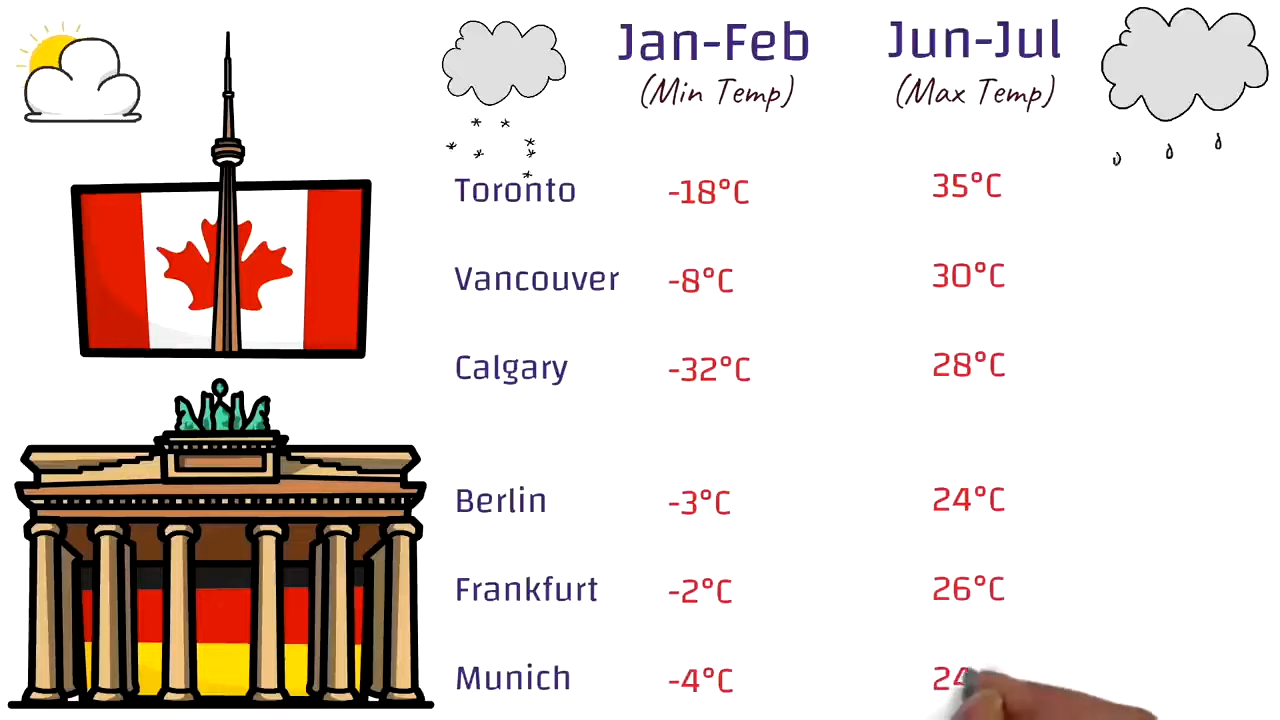 Jan-Feb Jun-Jul
(Min Temp) (Max Temp)
Toronto -18°C 35°C
Vancouver -8°C 30°C
Calgary -32°C 28°C
Berlin -3°C 24°C
Frankfurt -2°C 26°C
Munich -4°C 24